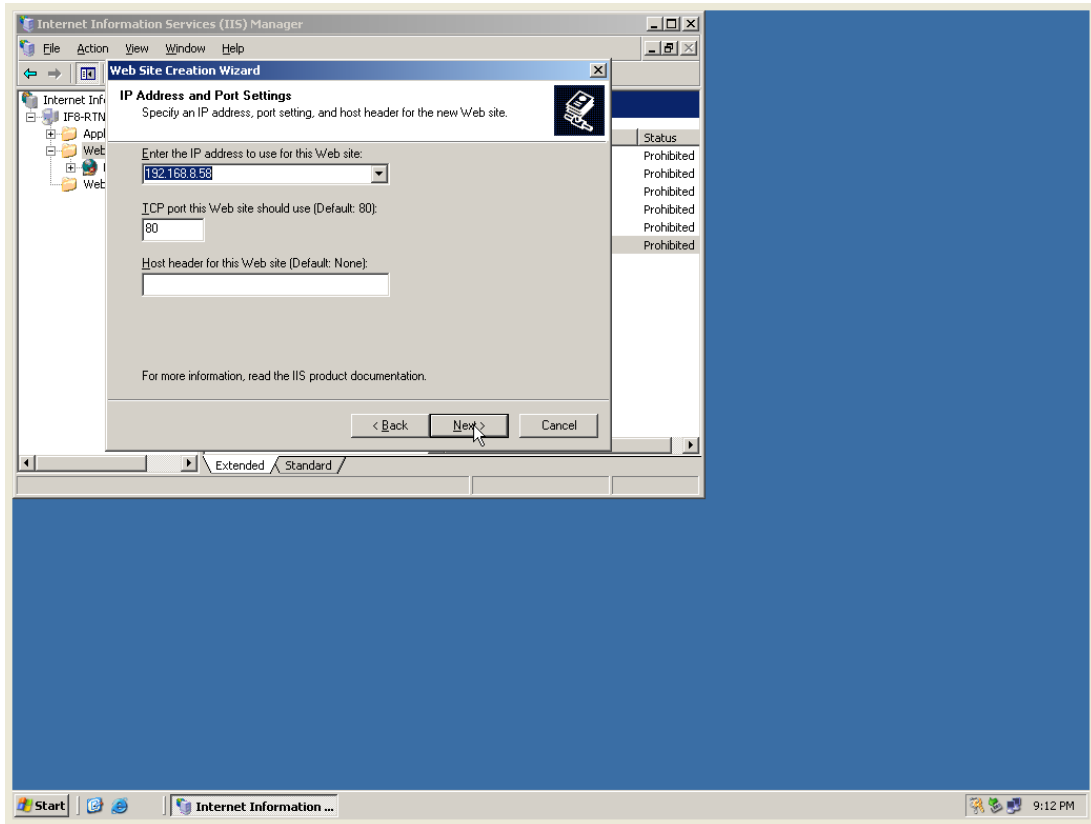 Internet Information Services (IIS) Manager
File Action View Window Help
Web Site Creation Wizard
IP Address and Port Settings
Specify an IP address, port setting, and host header for the new Web site.
Internet Inf
IF8-RTN
Appl
Web
Web
Enter the IP address to use for this Web site:
192.168.8.58
TCP port this Web site should use (Default: 80):
80
Host header for this Web site (Default: None):
For more information, read the IIS product documentation.
< Back Next > Cancel
Status
Prohibited
Prohibited
Prohibited
Prohibited
Prohibited
Prohibited
Extended Standard
Start Internet Information ... 9:12 PM